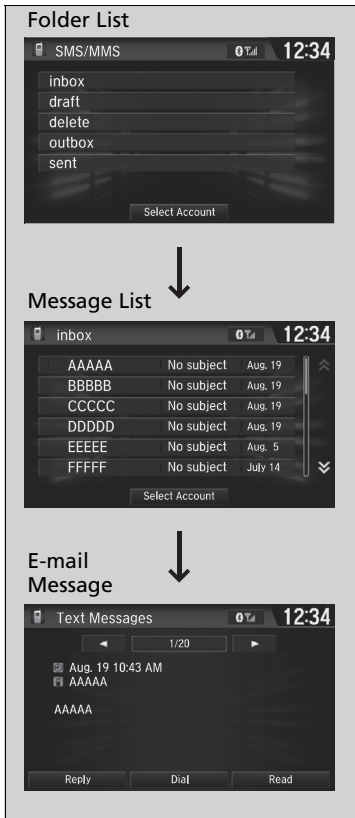 Folder List
SMS/MMS 12:34
inbox
draft
delete
outbox
sent
Select Account
Message List
inbox 12:34
AAAAA No subject Aug. 19
BBBBB No subject Aug. 19
CCCCC No subject Aug. 19
DDDDD No subject Aug. 19
EEEEE No subject Aug. 5
FFFFF No subject July 14
Select Account
E-mail
Message
Text Messages 12:34
1/20
Aug. 19 10:43 AM
AAAAA
AAAAA
Reply Dial Read